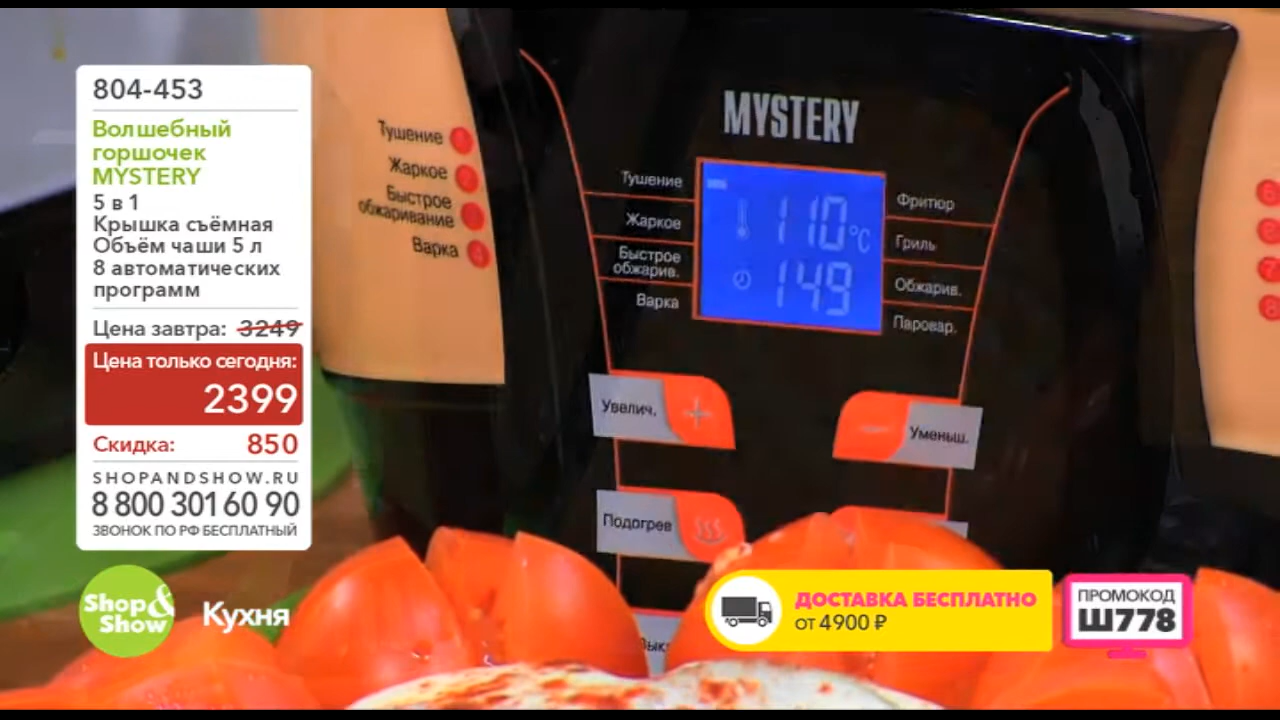 804-453
Волшебный
горшочек
MYSTERY
5 в 1
Крышка съёмная
Объём чаши 5 л
8 автоматических
программ
Цена завтра: 3249
Цена только сегодня:
2399
Скидка: 850
SHOPANDSHOW.RU
8 800 301 60 90
ЗВОНОК ПО РФ БЕСПЛАТНЫЙ
Тушение
Жаркое
Быстрое
обжаривание
Варка
MYSTERY
Тушение
Жаркое
Быстрое
обжарив.
Варка
110°C
149
Фритюр
Гриль
Обжарив.
Паровар.
Увелич.
Уменьш.
Подогрев
Shop&
Show
Кухня
ДОСТАВКА БЕСПЛАТНО
ОТ 4900 ₽
ПРОМОКОД
Ш778